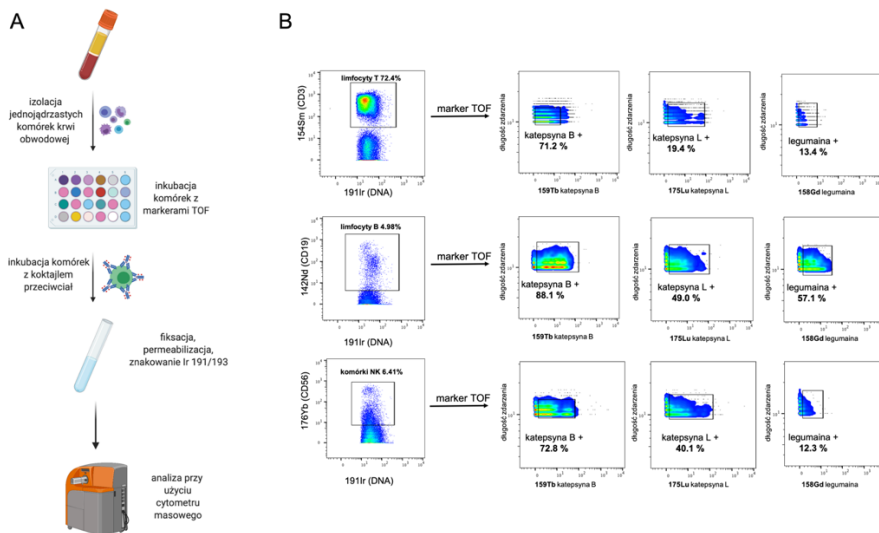 A
izolacja
jednojądrzastych
komórek krwi
obwodowej
inkubacja
komórek z
markerami TOF
inkubacja komórek
z koktajlem
przeciwciał
fiksacja,
permeabilizacja,
znakowanie Ir 191/193
analiza przy
użyciu
cytometru
masowego
B
limfocyty T 72.4%
154Sm (CD3)
191Ir (DNA)
marker TOF
długość zdarzenia
katepsyna B +
71.2 %
159Tb katepsyna B
długość zdarzenia
katepsyna L +
19.4 %
175Lu katepsyna L
długość zdarzenia
legumaina +
13.4 %
158Gd legumaina
limfocyty B 4.98%
142Nd (CD19)
191Ir (DNA)
marker TOF
długość zdarzenia
katepsyna B +
88.1 %
159Tb katepsyna B
długość zdarzenia
katepsyna L +
49.0 %
175Lu katepsyna L
długość zdarzenia
legumaina +
57.1 %
158Gd legumaina
komórki NK 6.41%
176Yb (CD56)
191Ir (DNA)
marker TOF
długość zdarzenia
katepsyna B +
72.8 %
159Tb katepsyna B
długość zdarzenia
katepsyna L +
40.1 %
175Lu katepsyna L
długość zdarzenia
legumaina +
12.3 %
158Gd legumaina